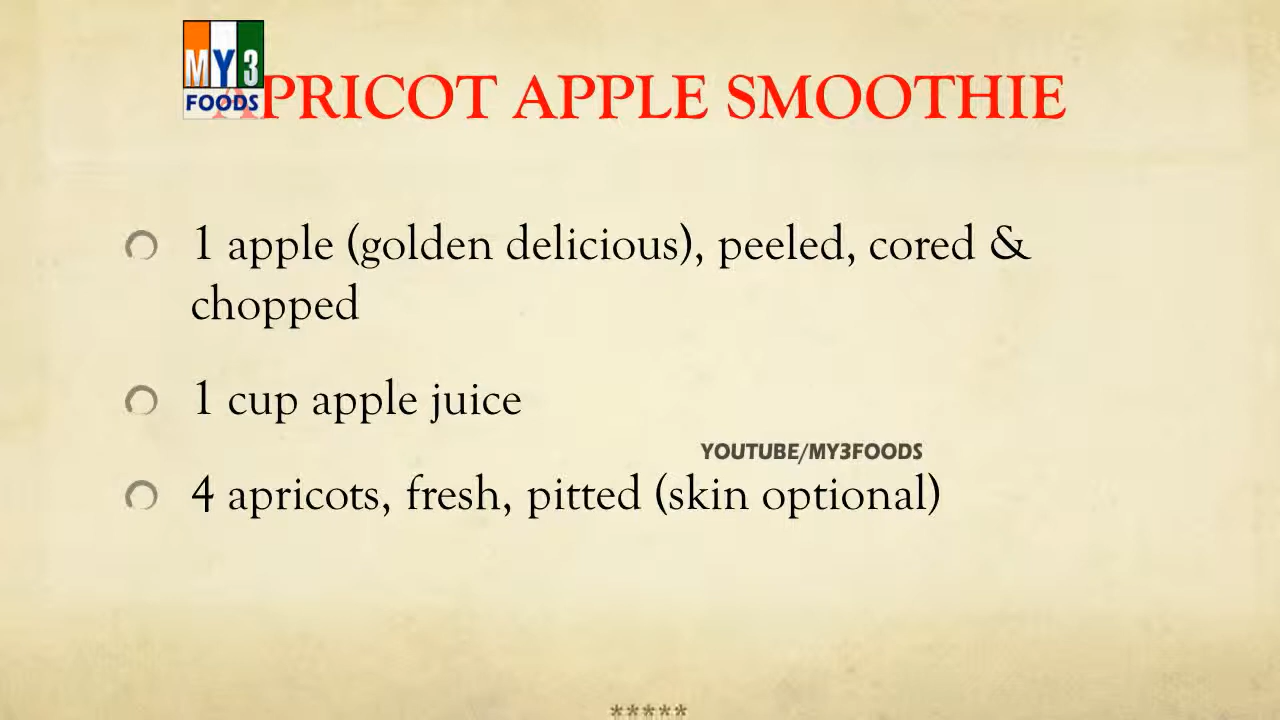 MY3
FOODS
APRICOT APPLE SMOOTHIE
1 apple (golden delicious), peeled, cored &
chopped
1 cup apple juice
YOUTUBE/MY3FOODS
4 apricots, fresh, pitted (skin optional)
*****